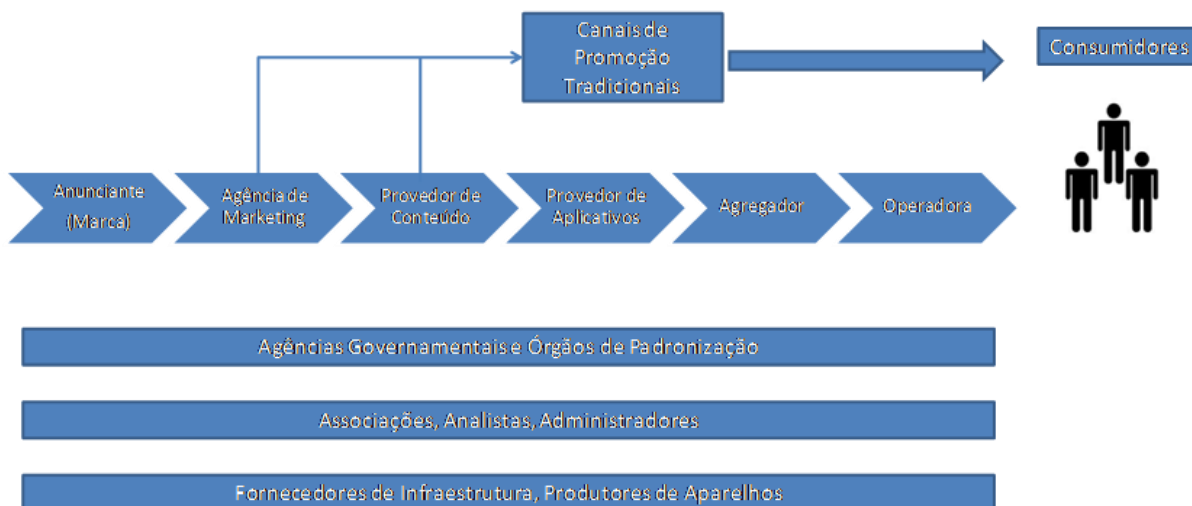 Canais de
Promoção
Tradicionais
Consumidores
Anunciante
(Marca)
Agência de
Marketing
Provedor de
Conteúdo
Provedor de
Aplicativos
Agregador
Operadora
Agências Governamentais e Órgãos de Padronização
Associações, Analistas, Administradores
Fornecedores de Infraestrutura, Produtores de Aparelhos